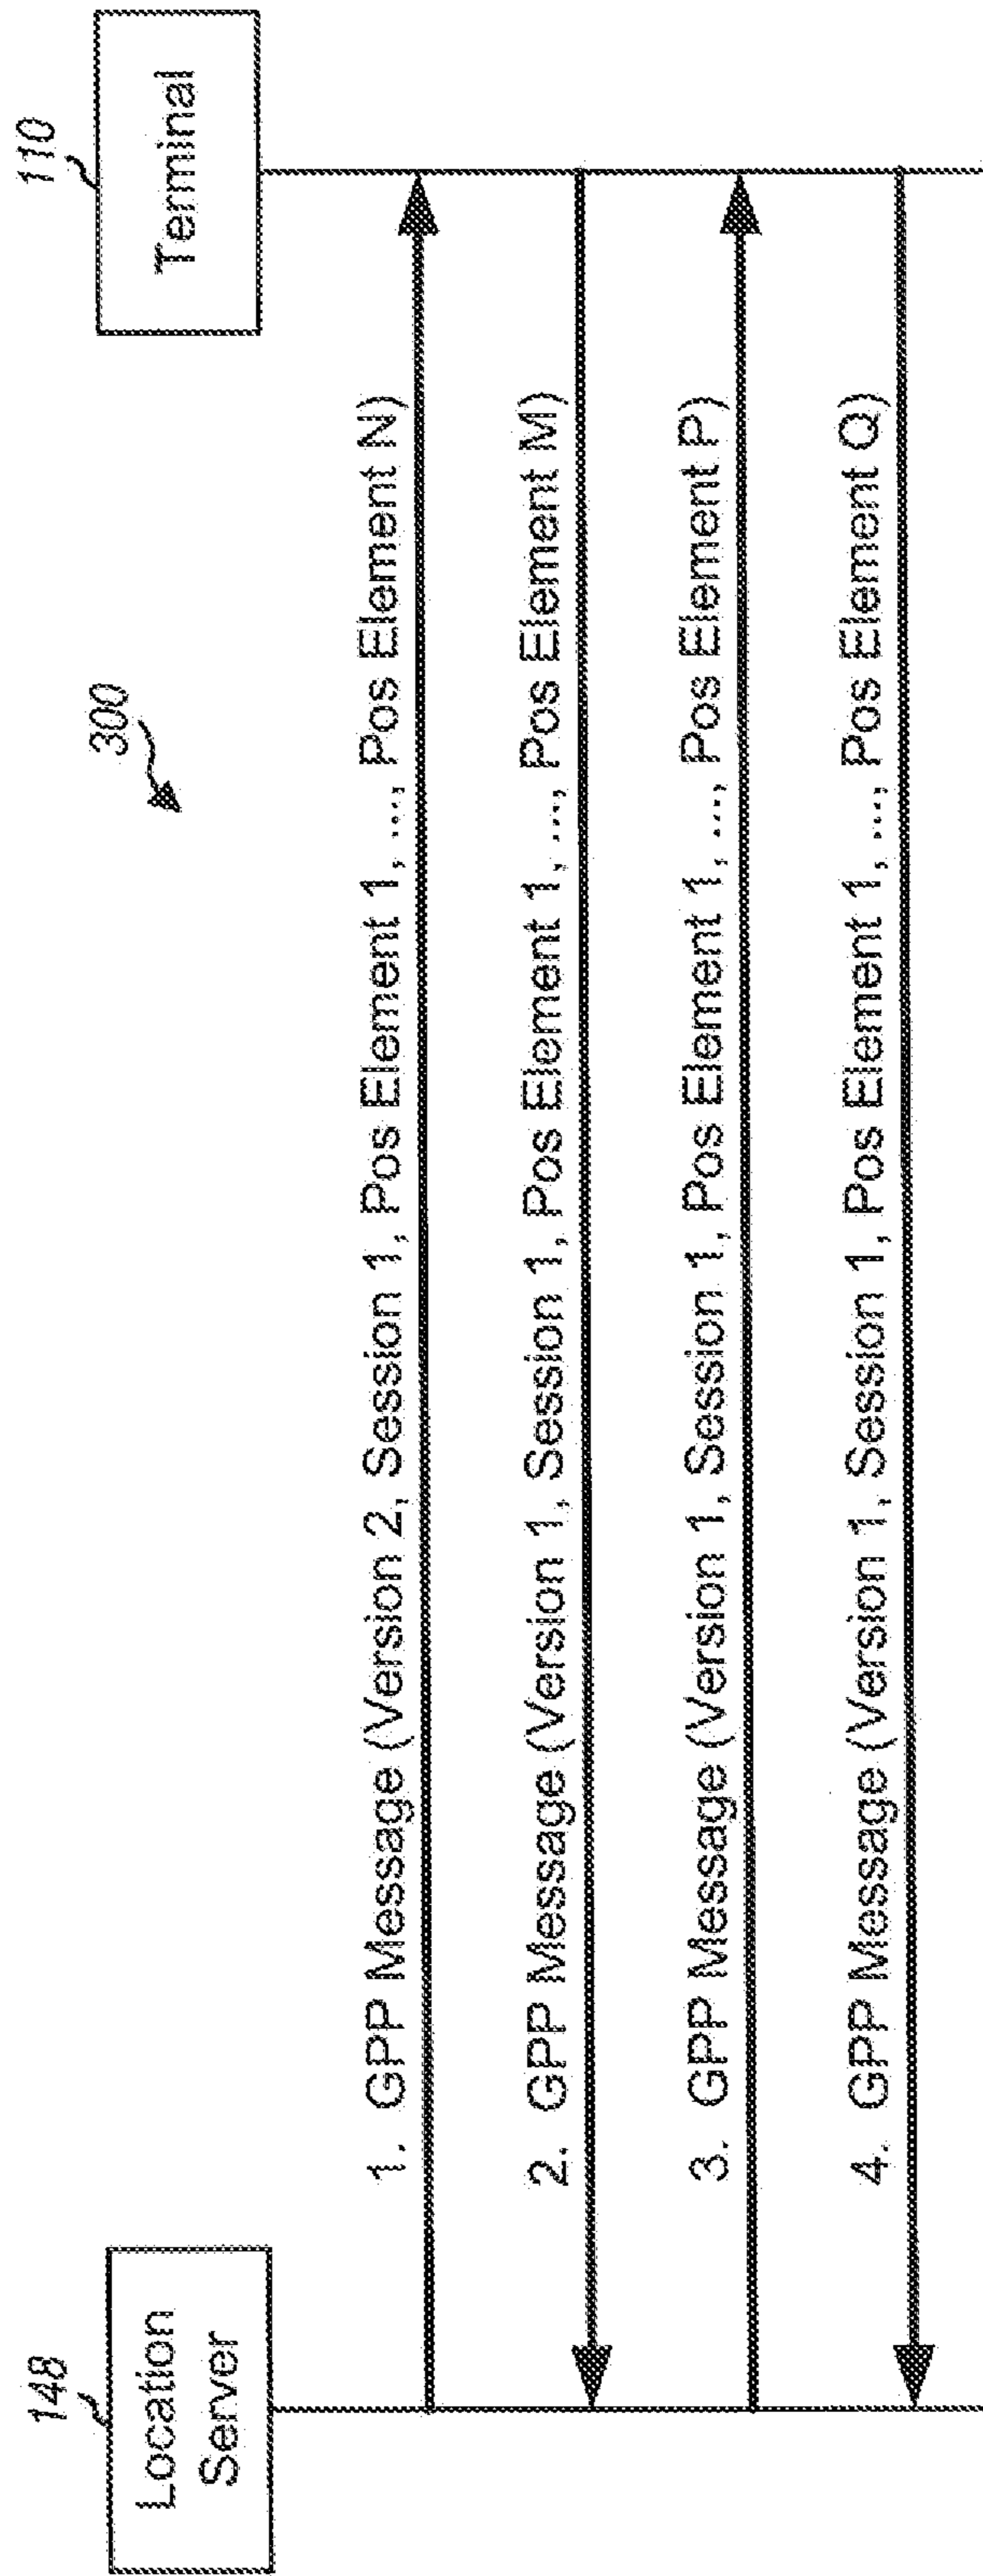 148
Location
Server
300
110
Terminal
1. GPP Message (Version 2, Session 1, Pos Element 1, ..., Pos Element N)
2. GPP Message (Version 1, Session 1, Pos Element 1, ..., Pos Element M)
3. GPP Message (Version 1, Session 1, Pos Element 1, ..., Pos Element P)
4. GPP Message (Version 1, Session 1, Pos Element 1, ..., Pos Element Q)